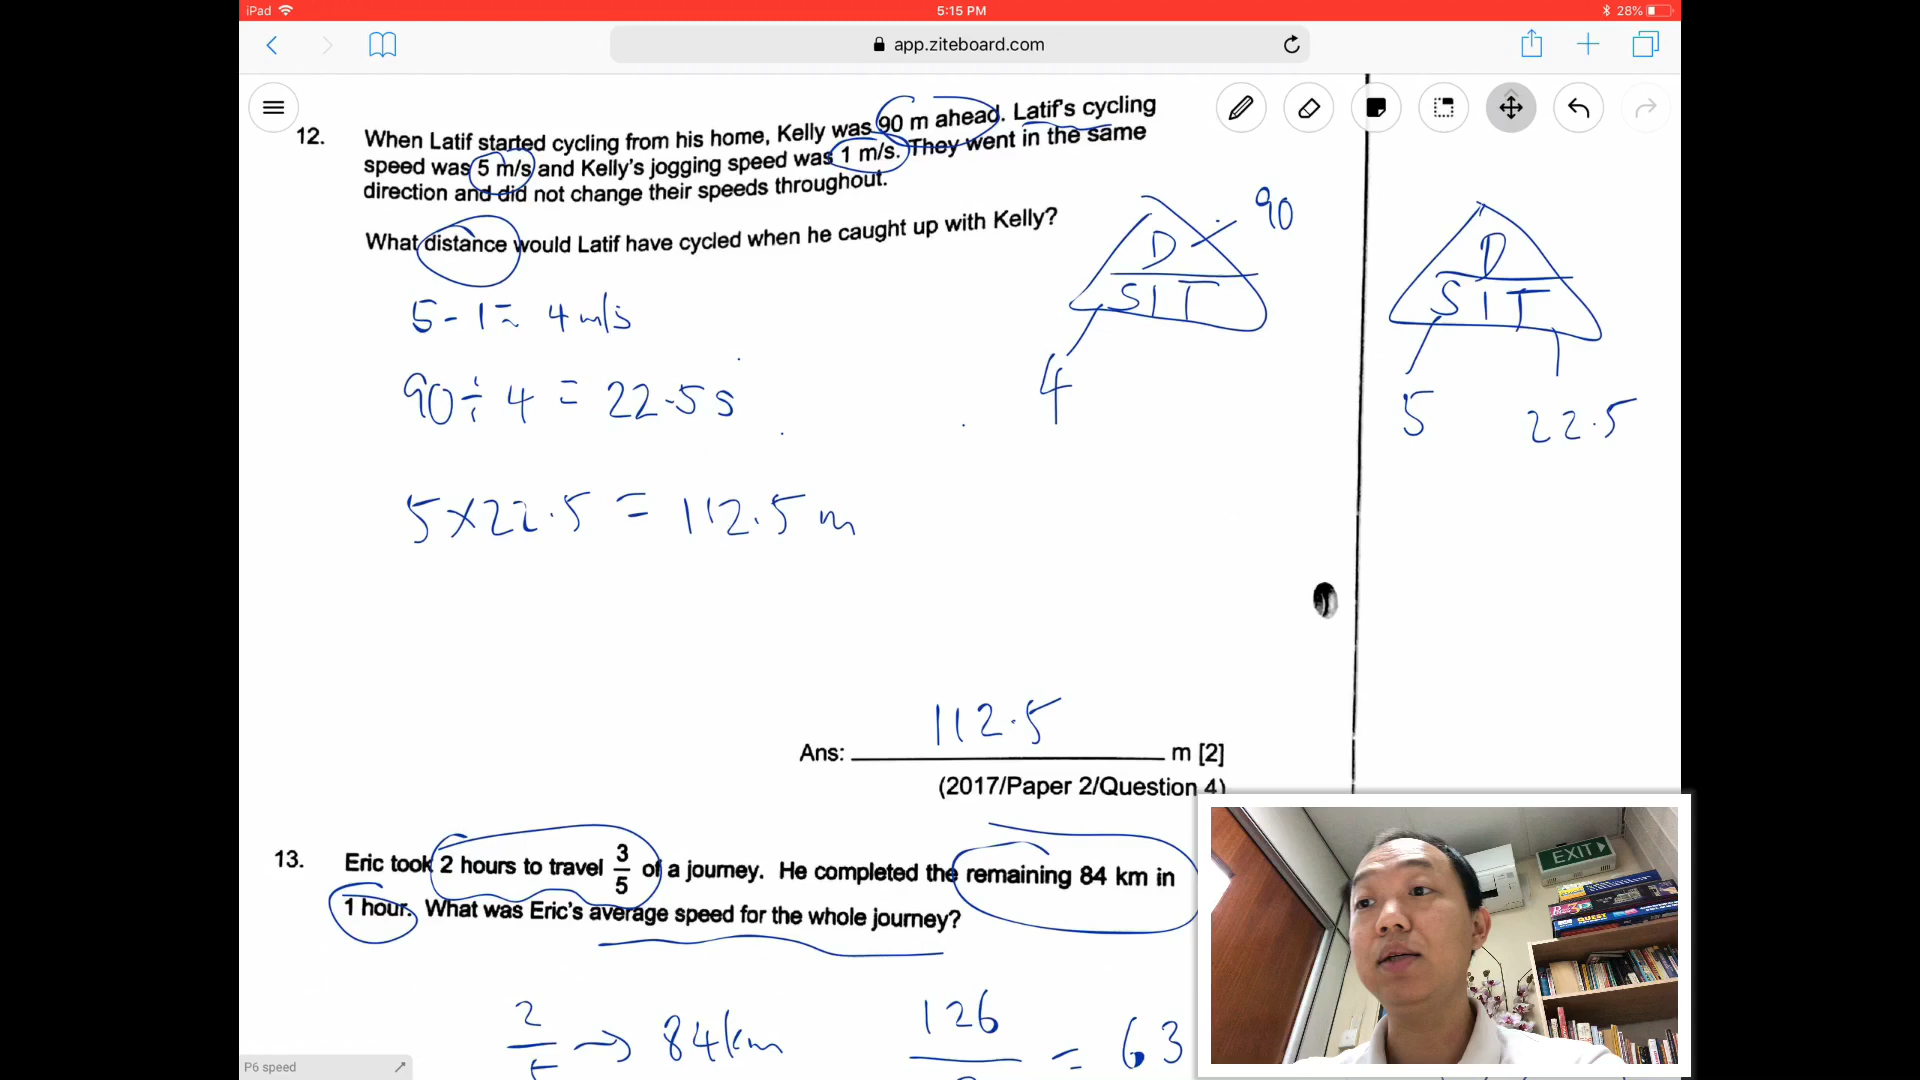 iPad 5:15 PM 28%
app.ziteboard.com
12. When Latif started cycling from his home, Kelly was 90 m ahead. Latif's cycling
speed was 5 m/s and Kelly's jogging speed was 1 m/s. They went in the same
direction and did not change their speeds throughout.
What distance would Latif have cycled when he caught up with Kelly?
90
D
S | T
4
D
S | T
5 22.5
5 - 1 = 4 m/s
90 ÷ 4 = 22.5 s
5 × 22.5 = 112.5 m
112.5
Ans: m [2]
(2017/Paper 2/Question 4)
13. Eric took 2 hours to travel 3/5 of a journey. He completed the remaining 84 km in
1 hour. What was Eric's average speed for the whole journey?
2/5 → 84 km
126
= 63
P6 speed
EXIT
QUEST